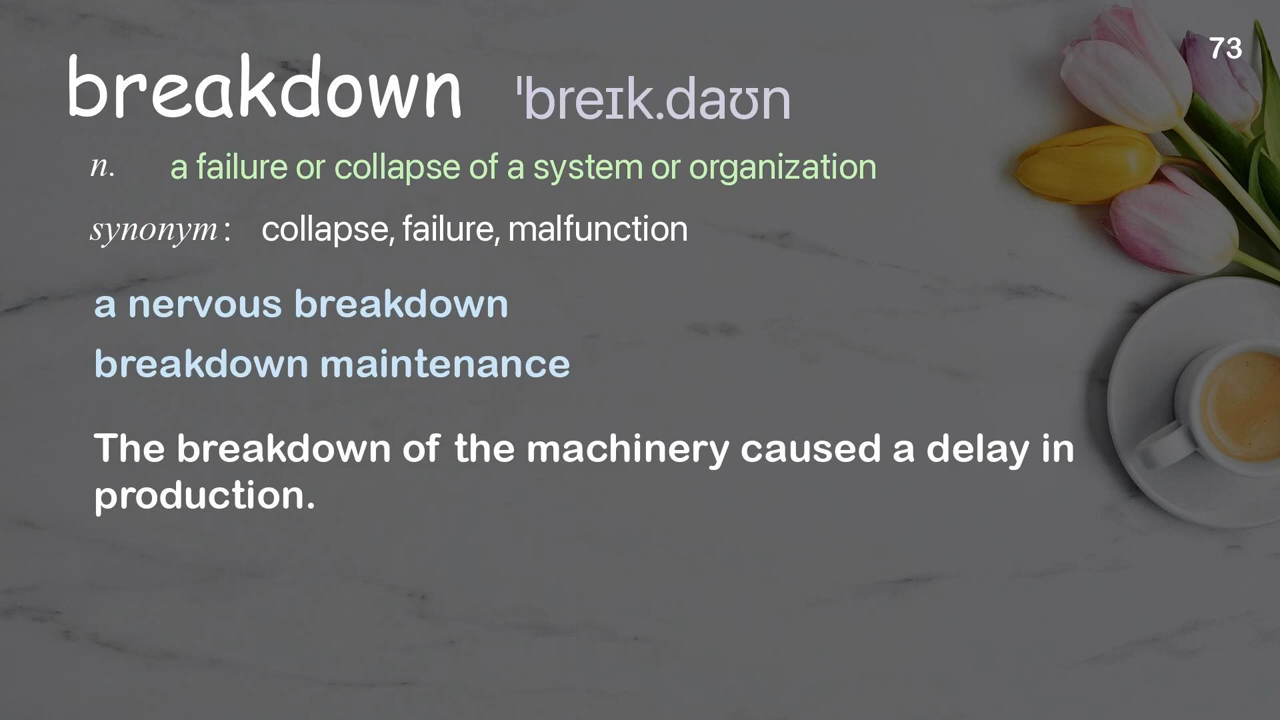 73
breakdown ˈbreɪk.daʊn
n. a failure or collapse of a system or organization
synonym: collapse, failure, malfunction
a nervous breakdown
breakdown maintenance
The breakdown of the machinery caused a delay in
production.